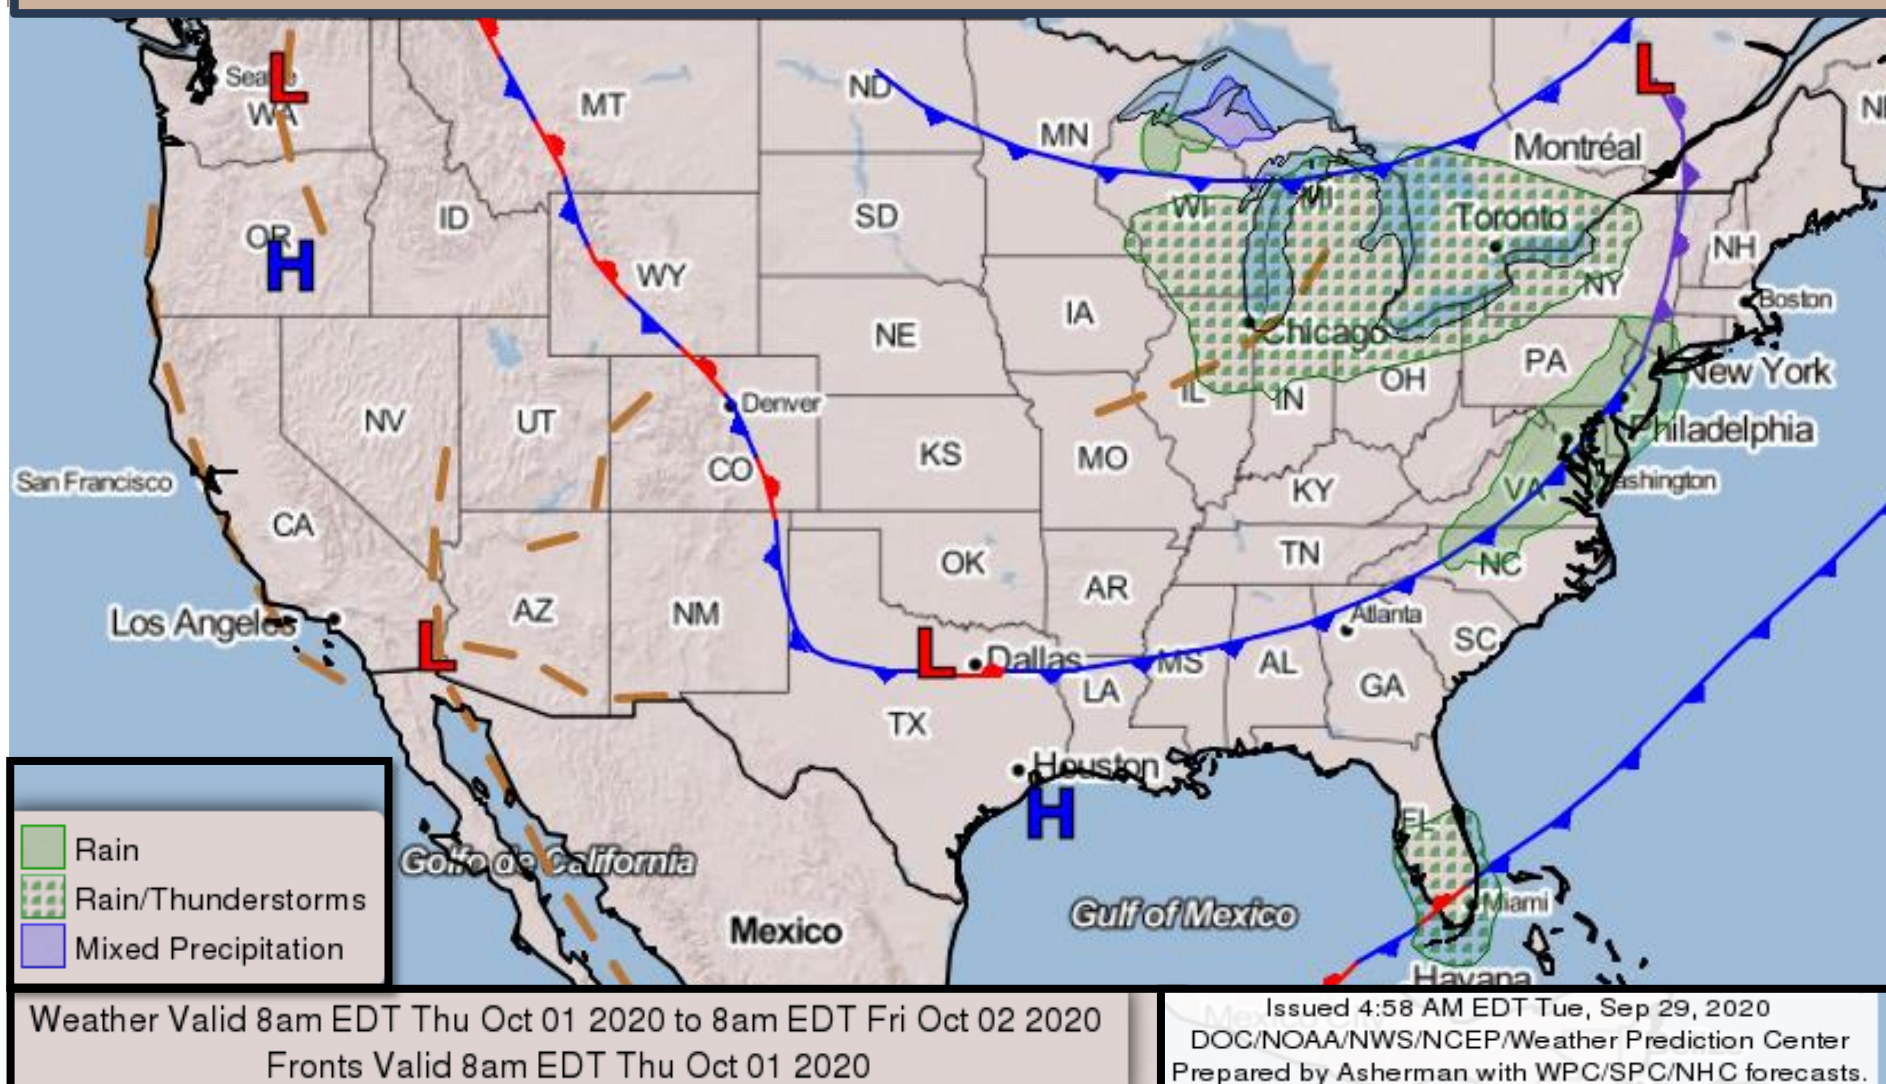 Seattle
L
WA
MT
ND
MN
L
Montréal
OR
H
ID
SD
WI
MI
Toronto
NH
WY
NY
Boston
NE
IA
Chicago
PA
New York
NV
UT
Denver
IL
IN
OH
Philadelphia
San Francisco
CO
KS
MO
KY
VA
Washington
CA
OK
TN
NC
Los Angeles
AZ
NM
AR
Atlanta
SC
L
L
Dallas
MS
AL
GA
LA
TX
Houston
H
FL
Golfo de California
Miami
Gulf of Mexico
Mexico
Havana
Rain
Rain/Thunderstorms
Mixed Precipitation
Weather Valid 8am EDT Thu Oct 01 2020 to 8am EDT Fri Oct 02 2020
Fronts Valid 8am EDT Thu Oct 01 2020
Mexico City
Issued 4:58 AM EDT Tue, Sep 29, 2020
DOC/NOAA/NWS/NCEP/Weather Prediction Center
Prepared by Asherman with WPC/SPC/NHC forecasts.